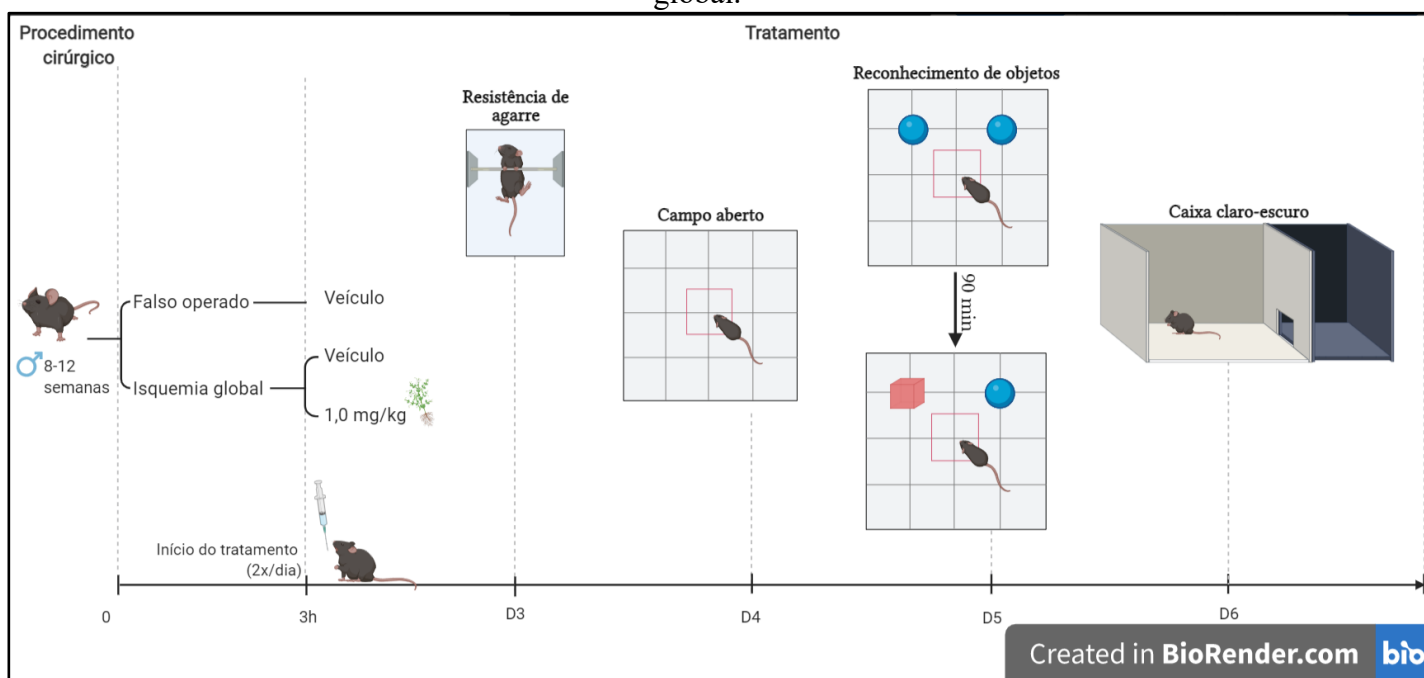 global.
Procedimento
cirúrgico
Tratamento
Reconhecimento de objetos
Resistência de
agarre
Campo aberto
90 min
Caixa claro-escuro
Falso operado
Veículo
8-12
semanas
Isquemia global
Veículo
1,0 mg/kg
Início do tratamento
(2x/dia)
0
3h
D3
D4
D5
D6
Created in BioRender.com
bio